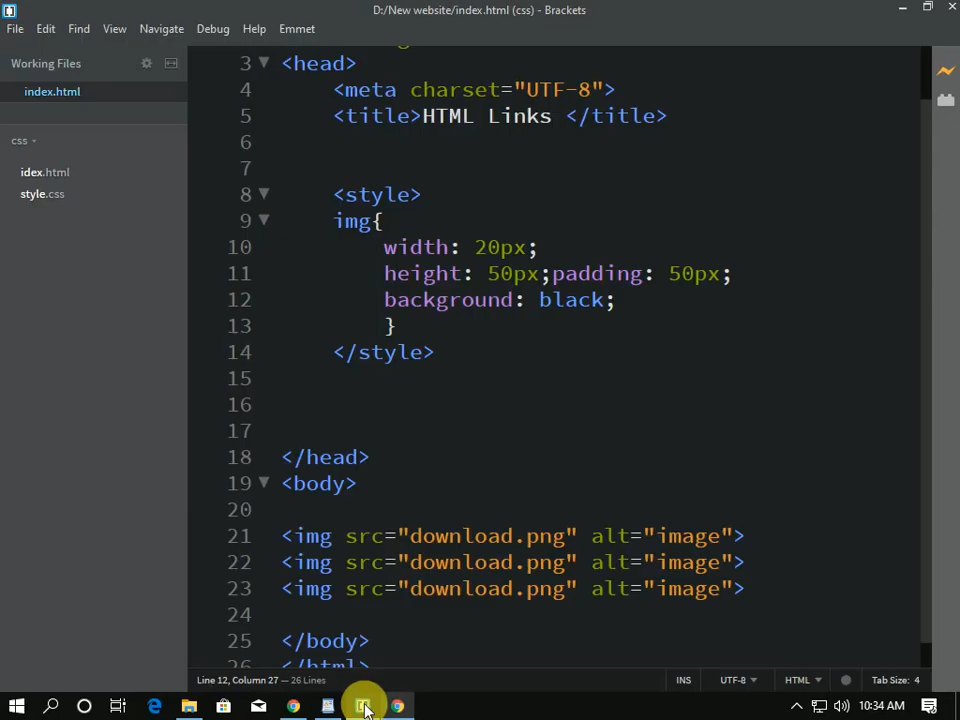 D:/New website/index.html (css) - Brackets
File Edit Find View Navigate Debug Help Emmet
Working Files
index.html
css
idex.html
style.css
3 <head>
4 <meta charset="UTF-8">
5 <title>HTML Links </title>
6
7
8 <style>
9 img{
10 width: 20px;
11 height: 50px;padding: 50px;
12 background: black;
13 }
14 </style>
15
16
17
18 </head>
19 <body>
20
21 <img src="download.png" alt="image">
22 <img src="download.png" alt="image">
23 <img src="download.png" alt="image">
24
25 </body>
26 </html>
Line 12, Column 27 — 26 Lines
INS UTF-8 HTML Tab Size: 4
10:34 AM